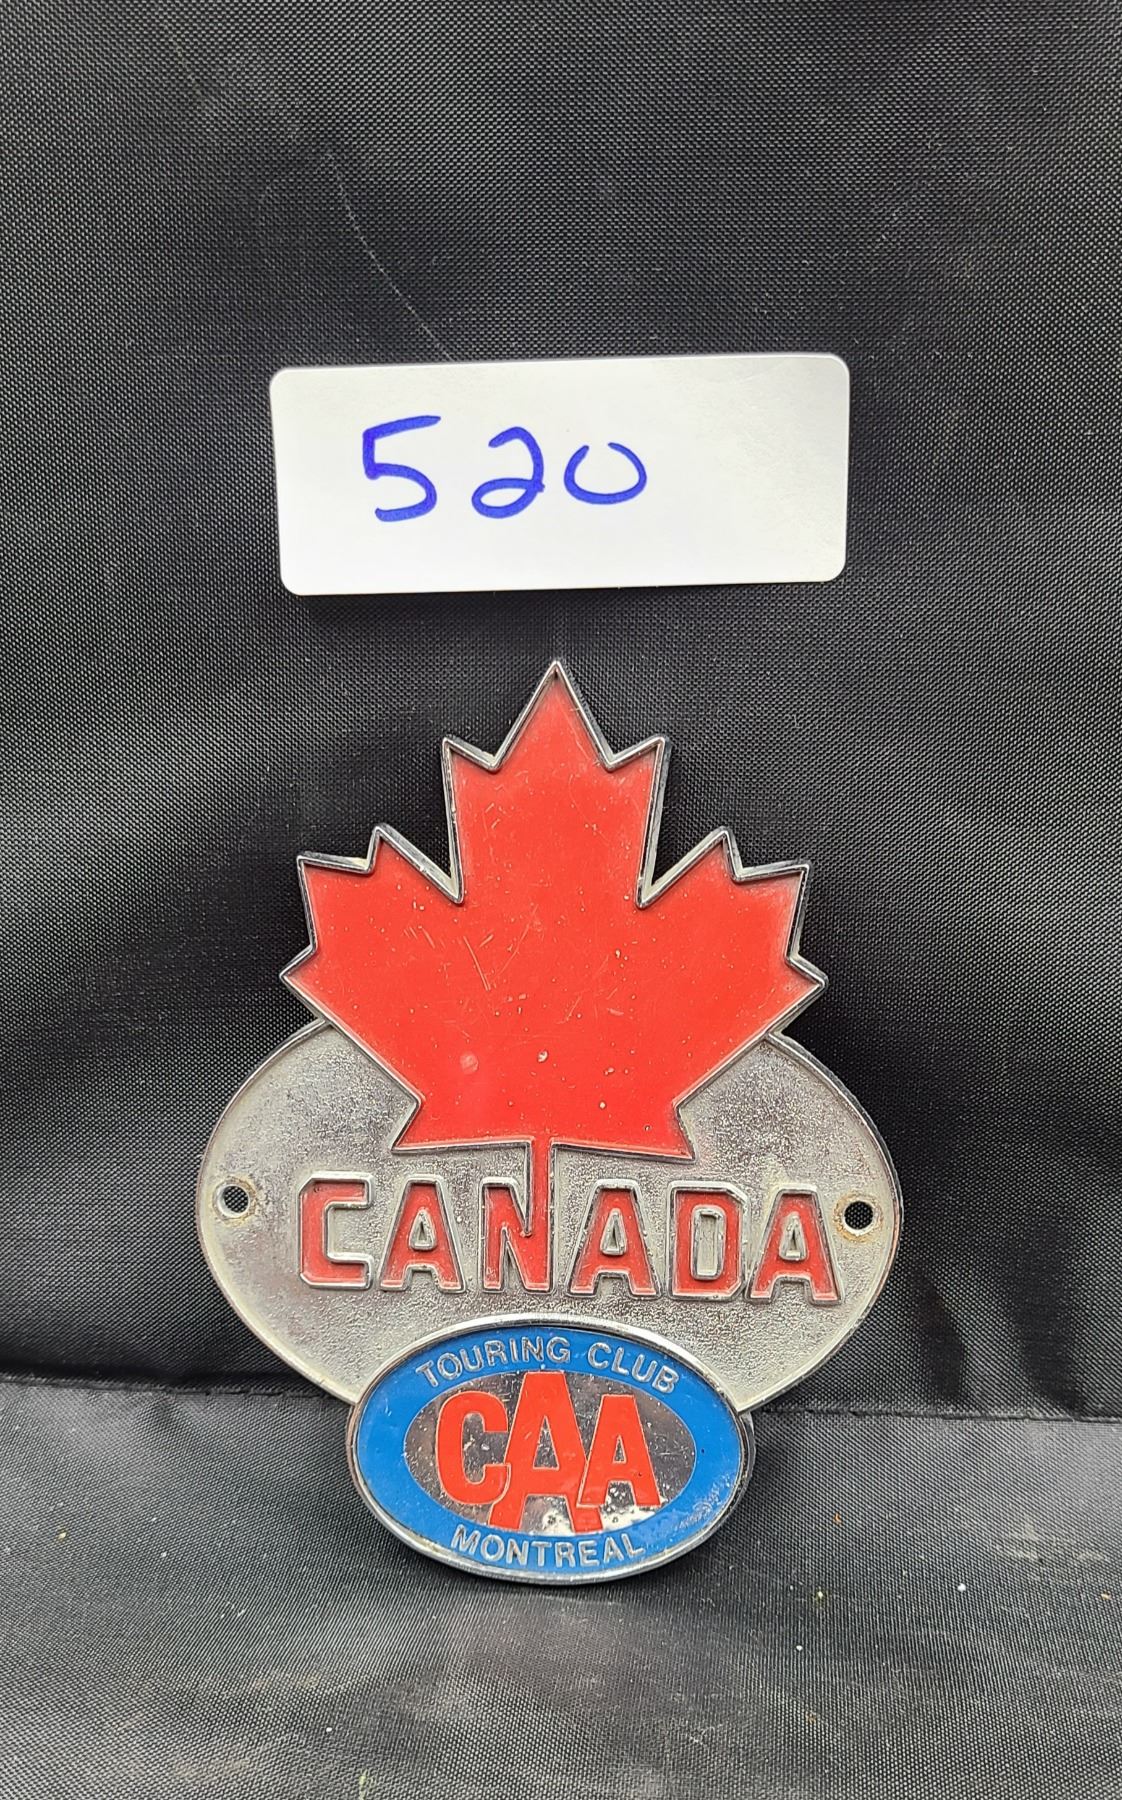 520
CANADA
TOURING CLUB
CAA
MONTREAL